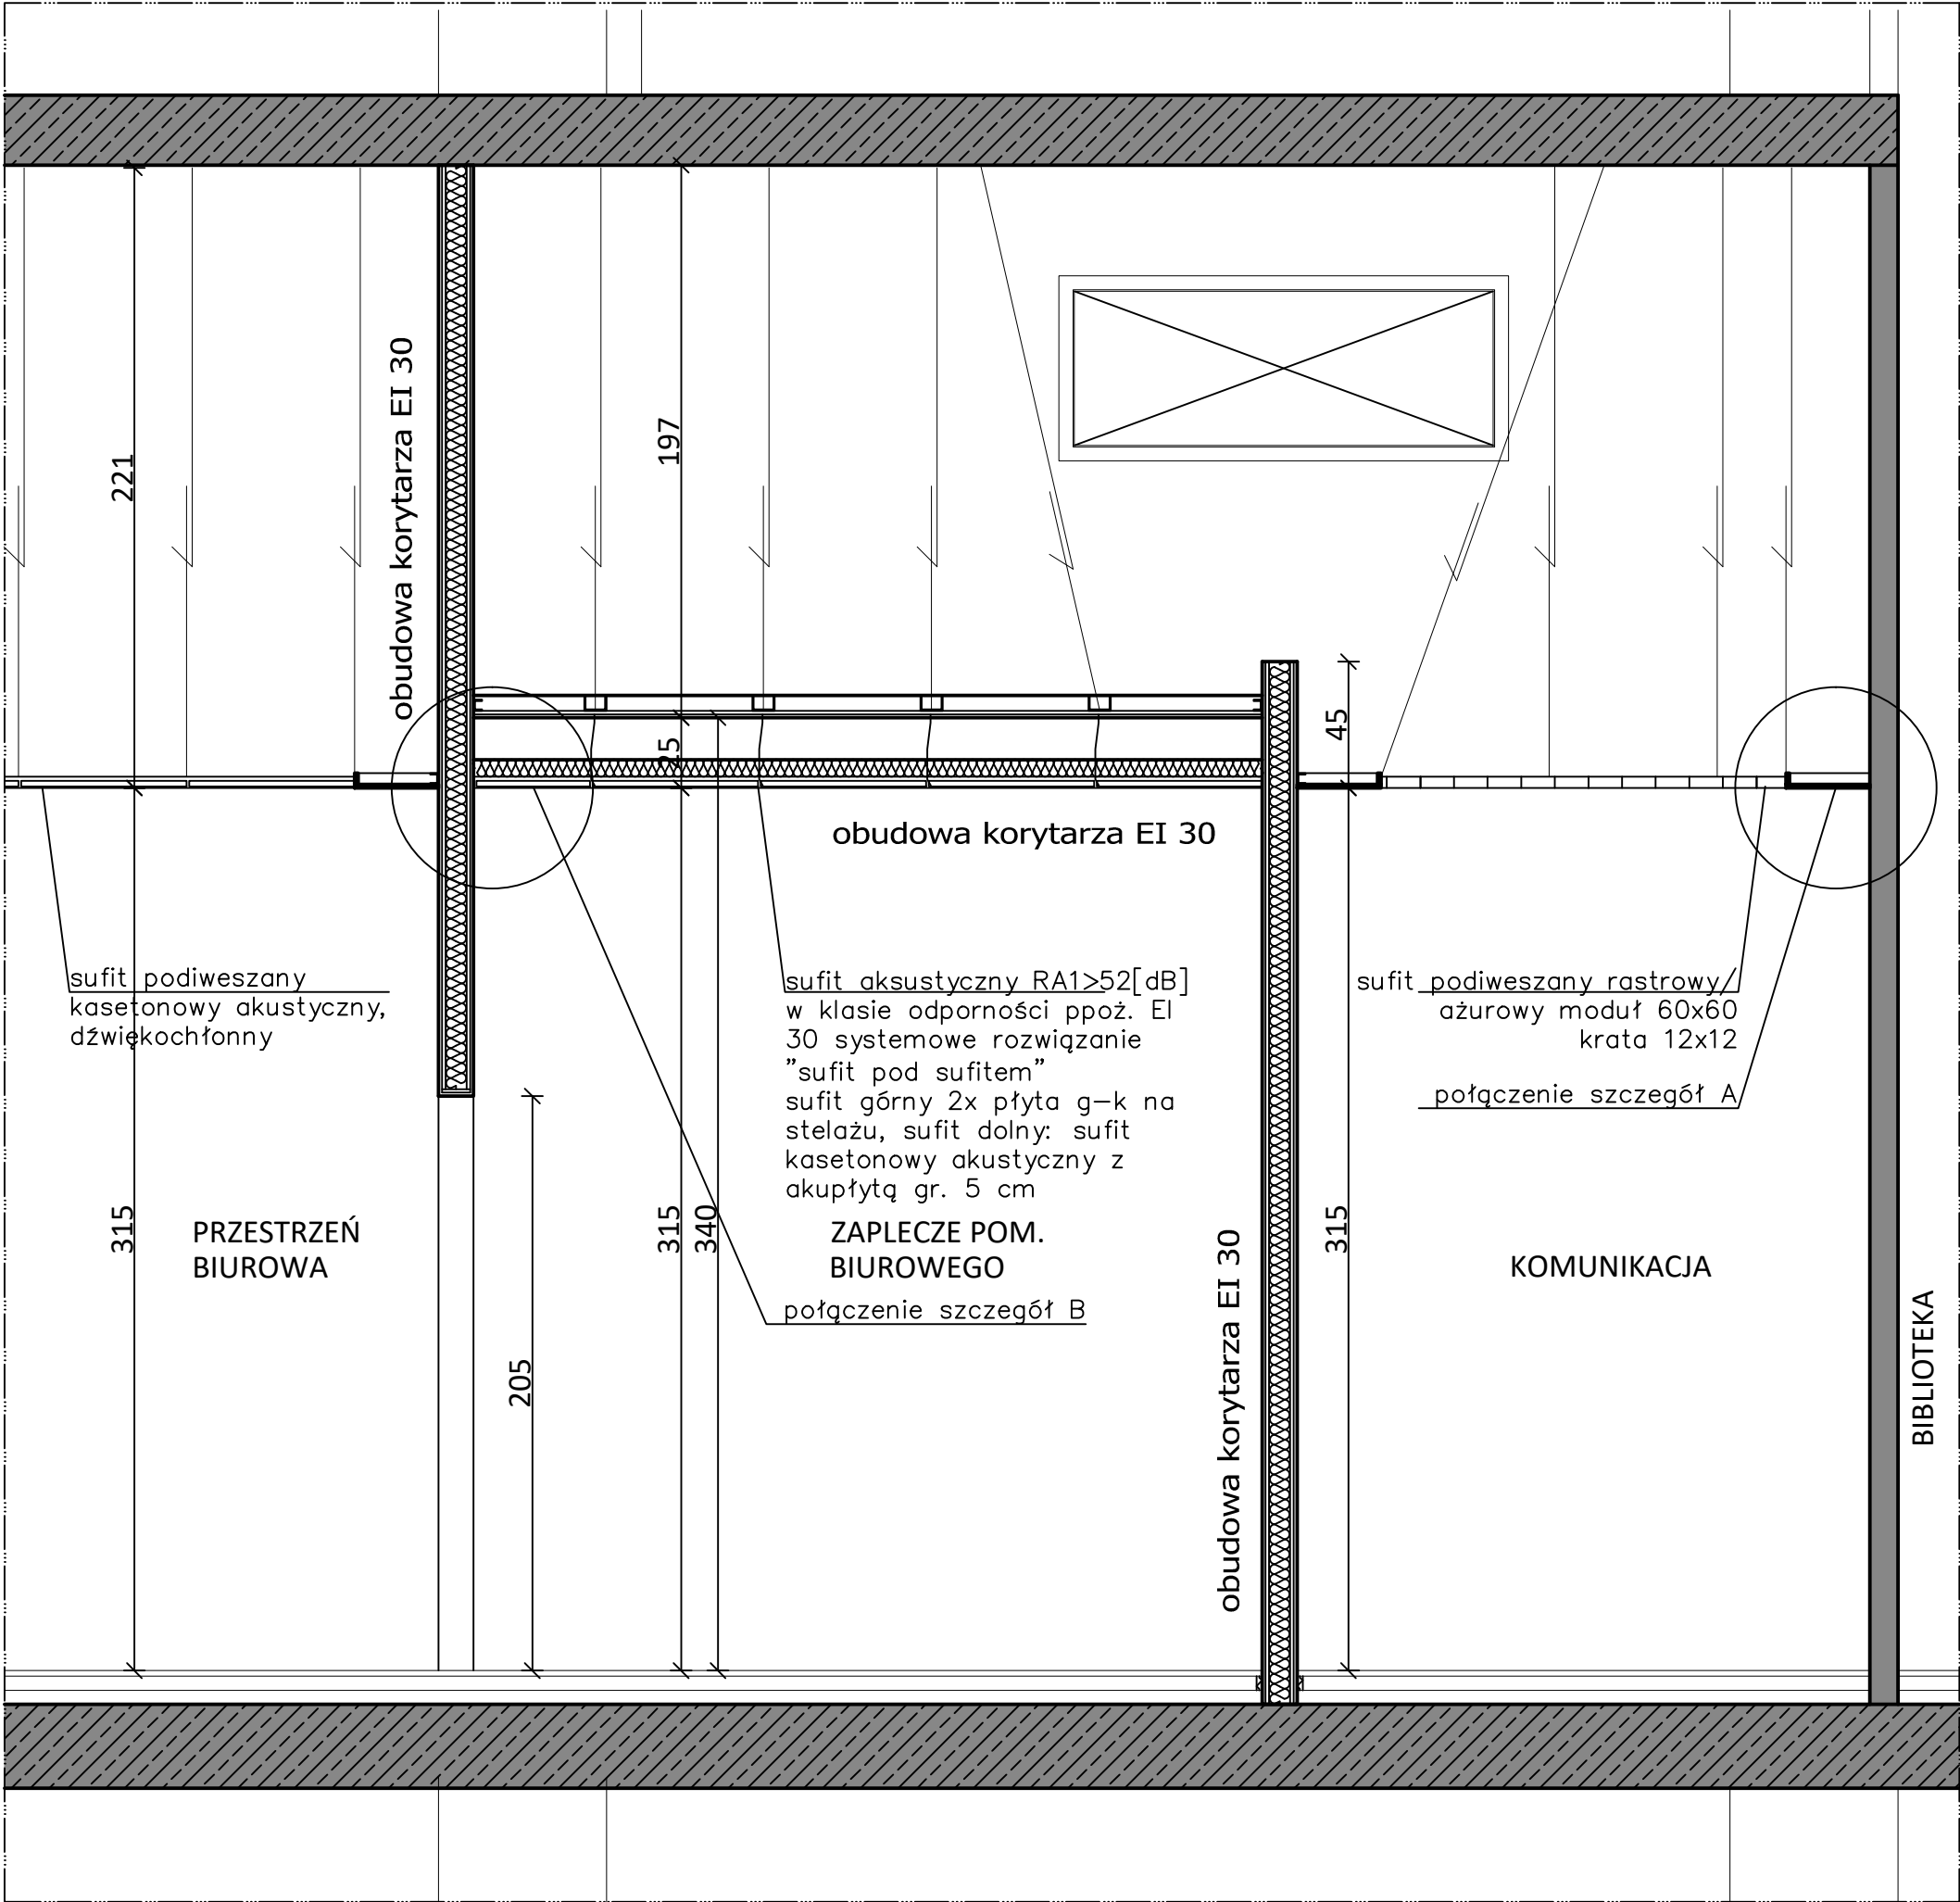 221
obudowa korytarza EI 30
197
25
45
obudowa korytarza EI 30
sufit podiweszany
kasetonowy akustyczny,
dźwiękochłonny
sufit aksustyczny RA1>52[dB]
w klasie odporności ppoż. EI
30 systemowe rozwiązanie
"sufit pod sufitem"
sufit górny 2x płyta g-k na
stelażu, sufit dolny: sufit
kasetonowy akustyczny z
akupłytą gr. 5 cm
sufit podiweszany rastrowy/
ażurowy moduł 60x60
krata 12x12
połączenie szczegół A
315
PRZESTRZEŃ
BIUROWA
315
340
ZAPLECZE POM.
BIUROWEGO
połączenie szczegół B
205
obudowa korytarza EI 30
315
KOMUNIKACJA
BIBLIOTEKA